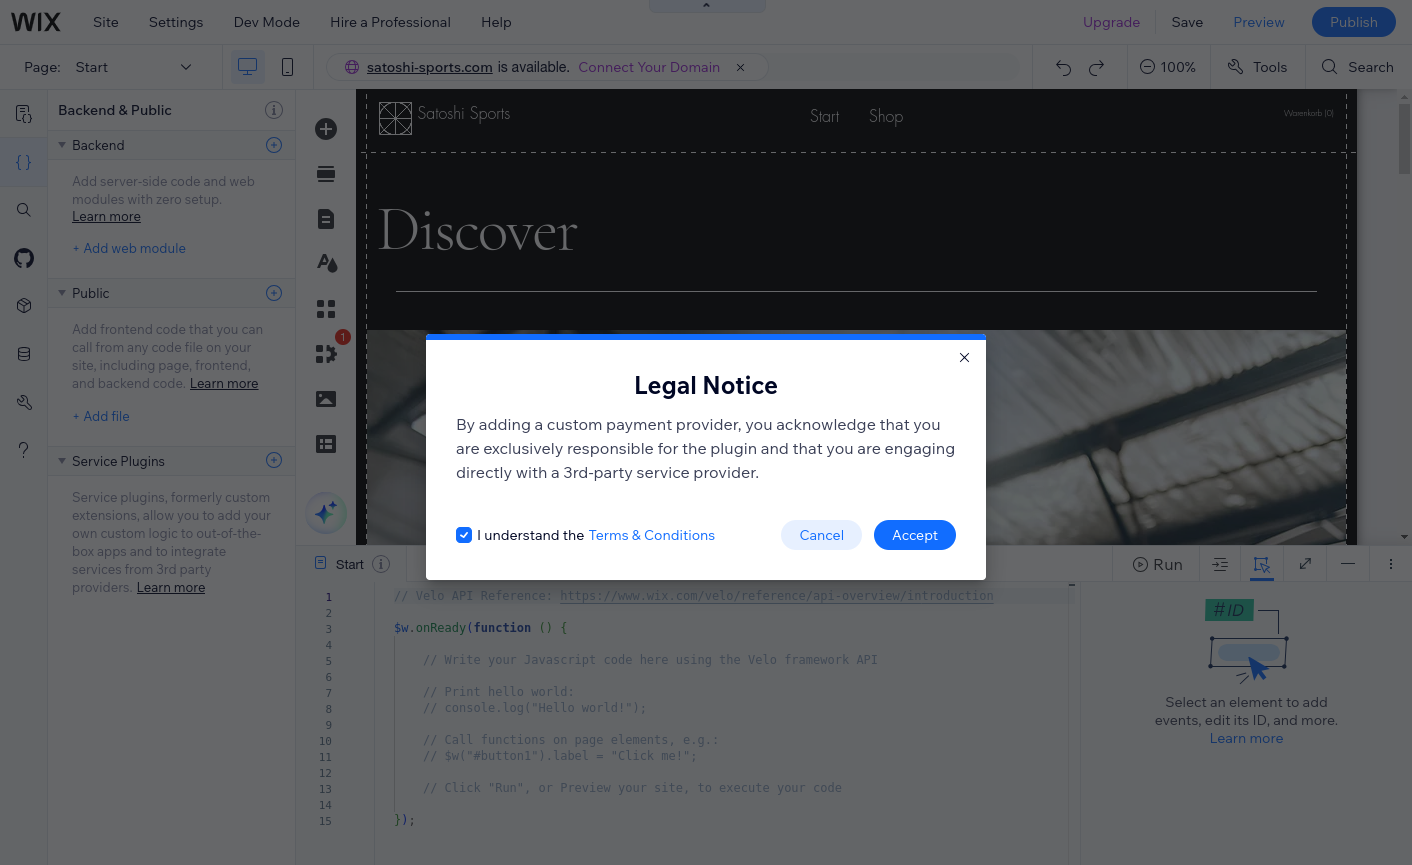 WIX Site Settings Dev Mode Hire a Professional Help Upgrade Save Preview Publish
Page: Start satoshi-sports.com is available. Connect Your Domain 100% Tools Search
Backend & Public
Backend
Add server-side code and web
modules with zero setup.
Learn more
+ Add web module
Public
Add frontend code that you can
call from any code file on your
site, including page, frontend,
and backend code. Learn more
+ Add file
Service Plugins
Service plugins, formerly custom
extensions, allow you to add your
own custom logic to out-of-the-
box apps and to integrate
services from 3rd party
providers. Learn more
1
Satoshi Sports Start Shop Warenkorb (0)
Discover
Legal Notice
By adding a custom payment provider, you acknowledge that you
are exclusively responsible for the plugin and that you are engaging
directly with a 3rd-party service provider.
I understand the Terms & Conditions Cancel Accept
Start Run
1 // Velo API Reference: https://www.wix.com/velo/reference/api-overview/introduction
2
3 $w.onReady(function () {
4
5 // Write your Javascript code here using the Velo framework API
6
7 // Print hello world:
8 // console.log("Hello world!");
9
10 // Call functions on page elements, e.g.:
11 // $w("#button1").label = "Click me!";
12
13 // Click "Run", or Preview your site, to execute your code
14
15 });
#ID
Select an element to add
events, edit its ID, and more.
Learn more